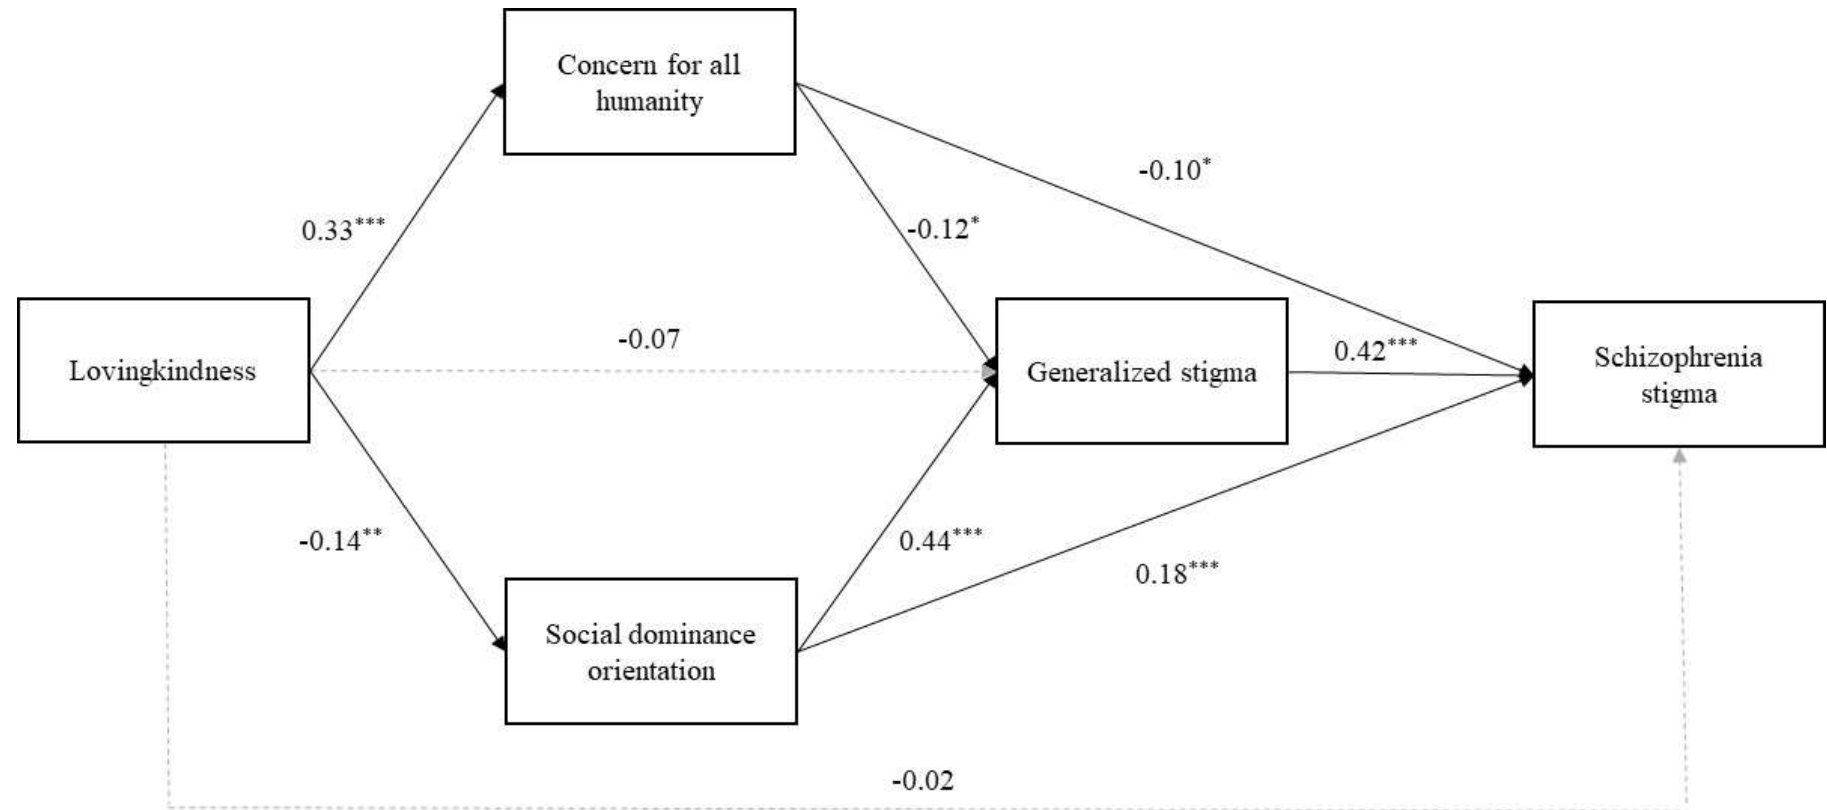 Concern for all
humanity
-0.10*
0.33***
-0.12*
Lovingkindness
-0.07
Generalized stigma
0.42***
Schizophrenia
stigma
-0.14**
0.44***
0.18***
Social dominance
orientation
-0.02